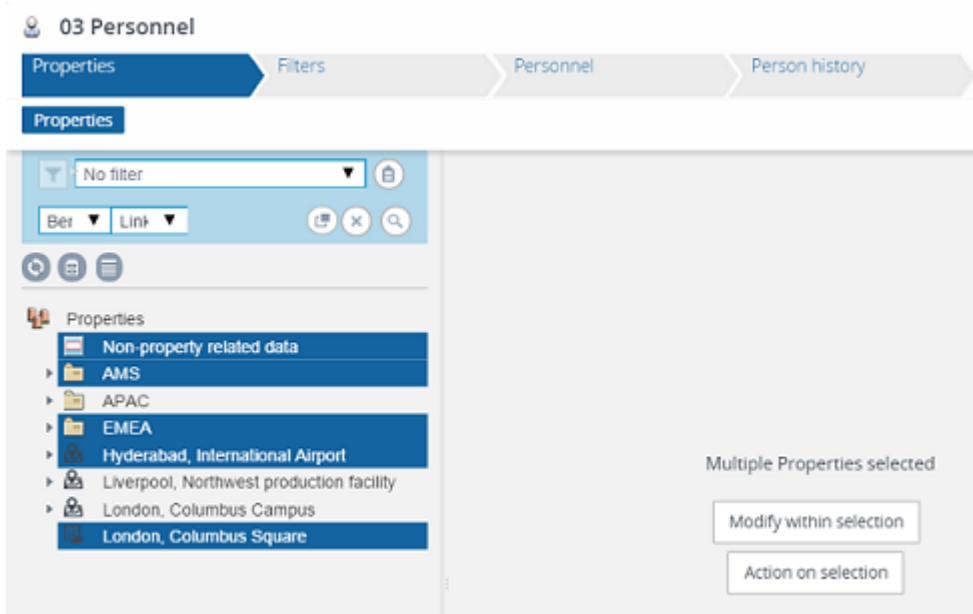 03 Personnel
Properties Filters Personnel Person history
Properties
No filter
Ber Link
Properties
Non-property related data
AMS
APAC
EMEA
Hyderabad, International Airport
Liverpool, Northwest production facility
London, Columbus Campus
London, Columbus Square
Multiple Properties selected
Modify within selection
Action on selection